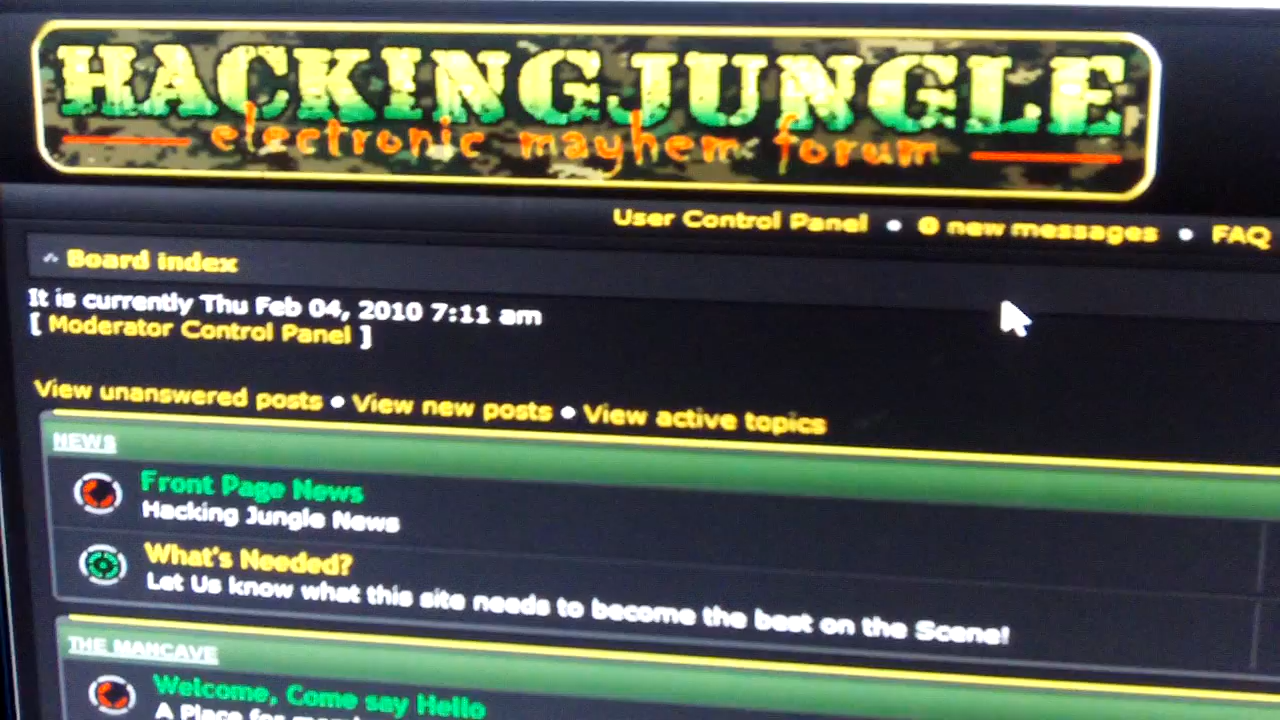 HACKINGJUNGLE
electronic mayhem forum
User Control Panel • 0 new messages • FAQ
Board index
It is currently Thu Feb 04, 2010 7:11 am
[ Moderator Control Panel ]
View unanswered posts • View new posts • View active topics
NEWS
Front Page News
Hacking Jungle News
What's Needed?
Let Us know what this site needs to become the best on the Scene!
THE MANCAVE
Welcome, Come say Hello
A Place for